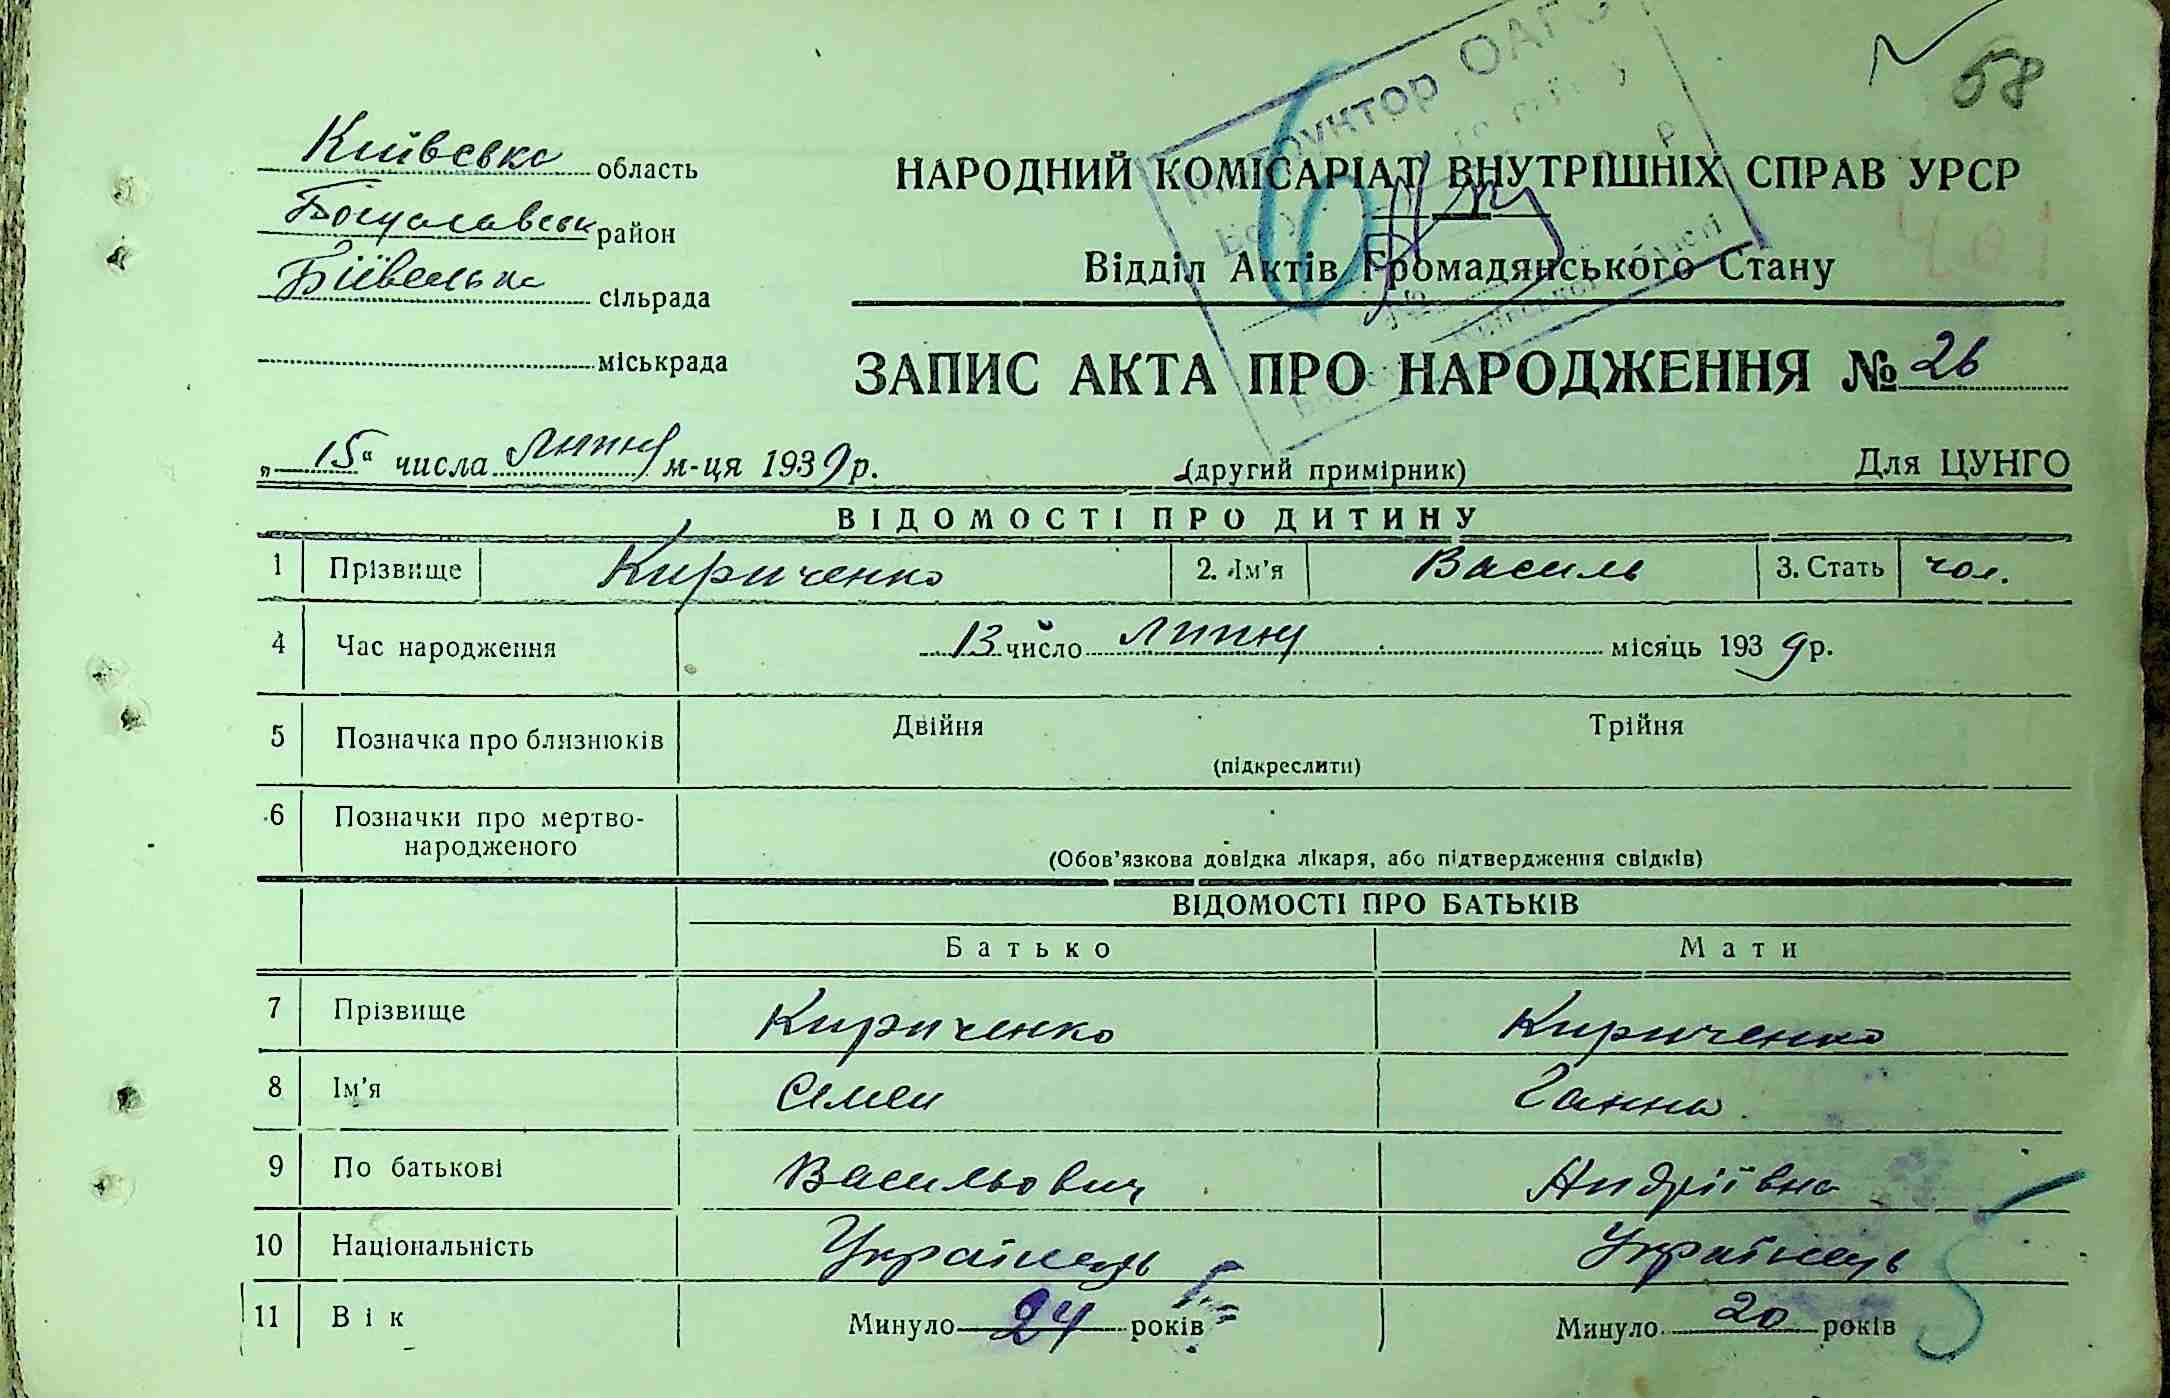 58
Київська область
Богуславськ район
Біївська сільрада
міськрада
НАРОДНИЙ КОМІСАРІАТ ВНУТРІШНІХ СПРАВ УРСР
Відділ Актів Громадянського Стану
ЗАПИС АКТА ПРО НАРОДЖЕННЯ № 26
„15“ числа Липня м-ця 1939 р. (другий примірник) Для ЦУНГО
ВІДОМОСТІ ПРО ДИТИНУ
1 Прізвище Кириченко 2. Ім’я Василь 3. Стать чол.
4 Час народження 13 число Липня місяць 1939 р.
5 Позначка про близнюків Двійня Трійня
(підкреслити)
6 Позначки про мертво-
народженого
(Обов’язкова довідка лікаря, або підтвердження свідків)
ВІДОМОСТІ ПРО БАТЬКІВ
Батько Мати
7 Прізвище Кириченко Кириченко
8 Ім’я Семен Ганна
9 По батькові Васильович Андріївна
10 Національність Українець Українець
11 Вік Минуло 24 років Минуло 20 років